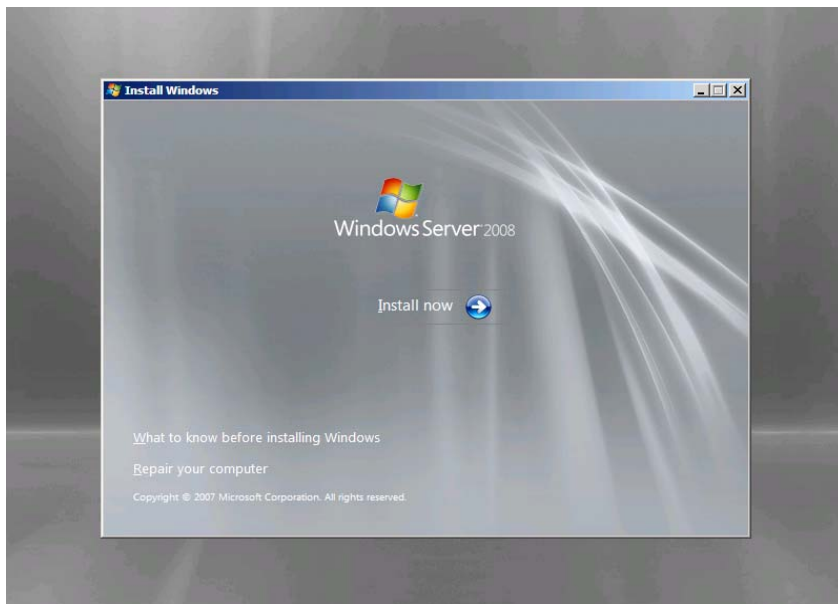 Install Windows
Windows Server 2008
Install now
What to know before installing Windows
Repair your computer
Copyright © 2007 Microsoft Corporation. All rights reserved.